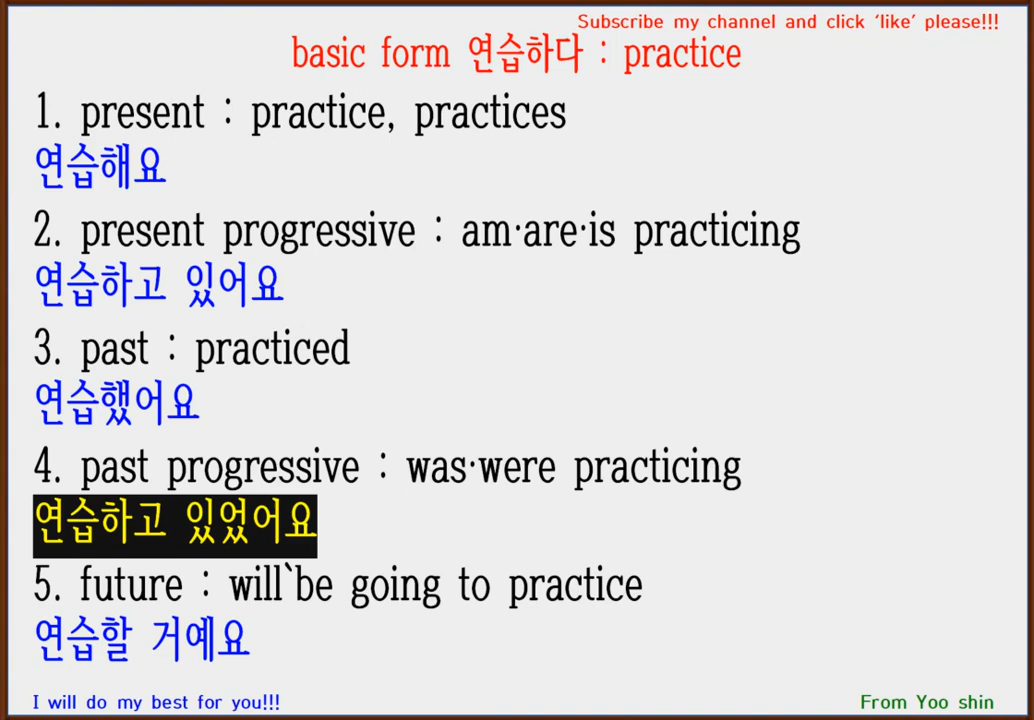 Subscribe my channel and click ‘like’ please!!!
basic form 연습하다 : practice
1. present : practice, practices
연습해요
2. present progressive : am·are·is practicing
연습하고 있어요
3. past : practiced
연습했어요
4. past progressive : was·were practicing
연습하고 있었어요
5. future : will`be going to practice
연습할 거예요
I will do my best for you!!!
From Yoo shin